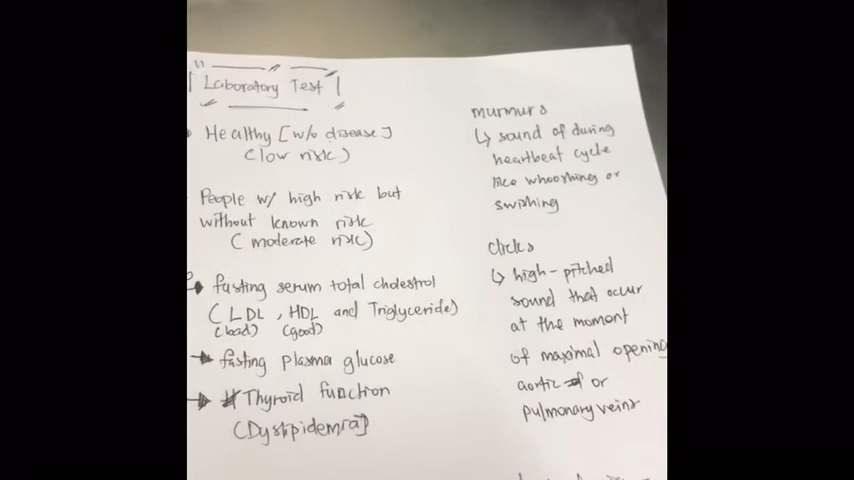 Laboratory Test
Healthy [w/o disease]
(low risk)
People w/ high risk but
without known risk
(moderate risk)
fasting serum total cholestrol
(LDL, HDL and Triglyceride)
(bad) (good)
fasting plasma glucose
Thyroid function
(Dyslipidemia)
murmurs
↳ sound of during
heartbeat cycle
like whooshing or
swishing
clicks
↳ high-pitched
sound that occur
at the moment
of maximal opening
aortic or
pulmonary veins